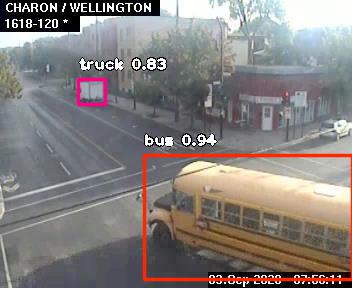 CHARON / WELLINGTON
1618-120 *
truck 0.83
bus 0.94
03-Sep-2020 - 07:56:11